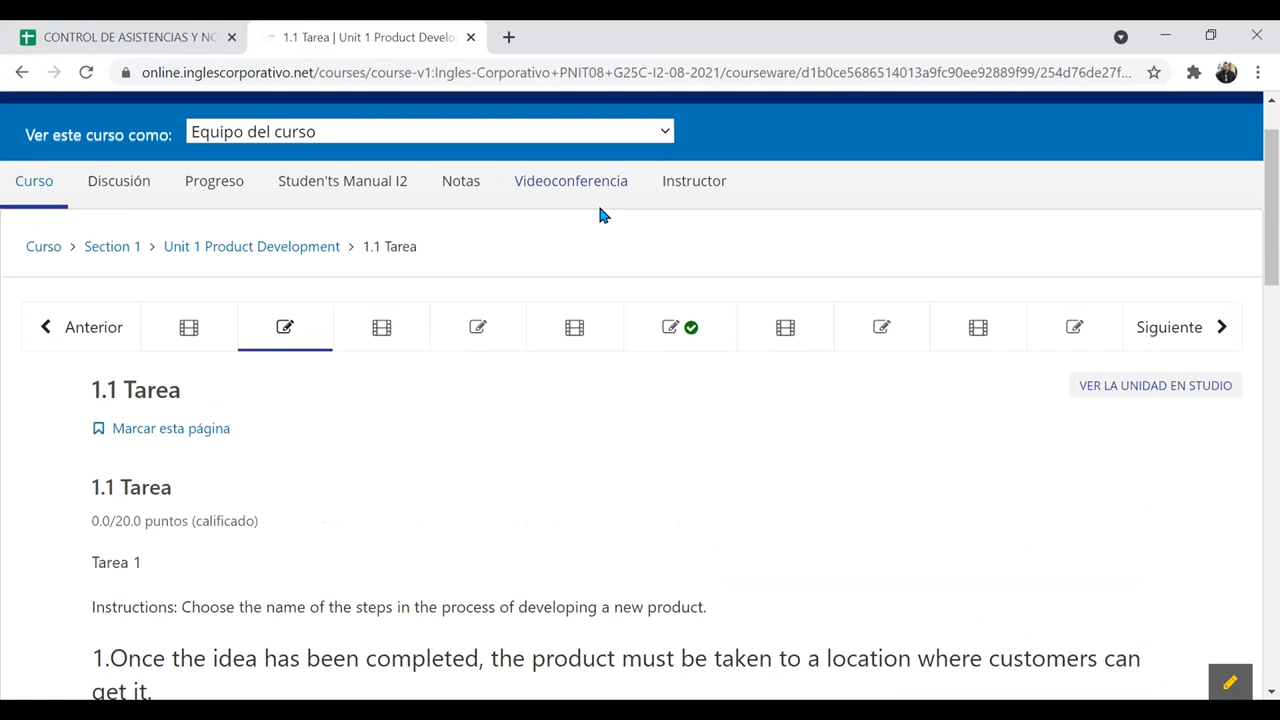 CONTROL DE ASISTENCIAS Y NO
1.1 Tarea | Unit 1 Product Develo
online.inglescorporativo.net/courses/course-v1:Ingles-Corporativo+PNIT08+G25C-I2-08-2021/courseware/d1b0ce5686514013a9fc90ee92889f99/254d76de27f...
Ver este curso como: Equipo del curso
Curso Discusión Progreso Studen'ts Manual I2 Notas Videoconferencia Instructor
Curso > Section 1 > Unit 1 Product Development > 1.1 Tarea
Anterior Siguiente
1.1 Tarea
VER LA UNIDAD EN STUDIO
Marcar esta página
1.1 Tarea
0.0/20.0 puntos (calificado)
Tarea 1
Instructions: Choose the name of the steps in the process of developing a new product.
1.Once the idea has been completed, the product must be taken to a location where customers can
get it.